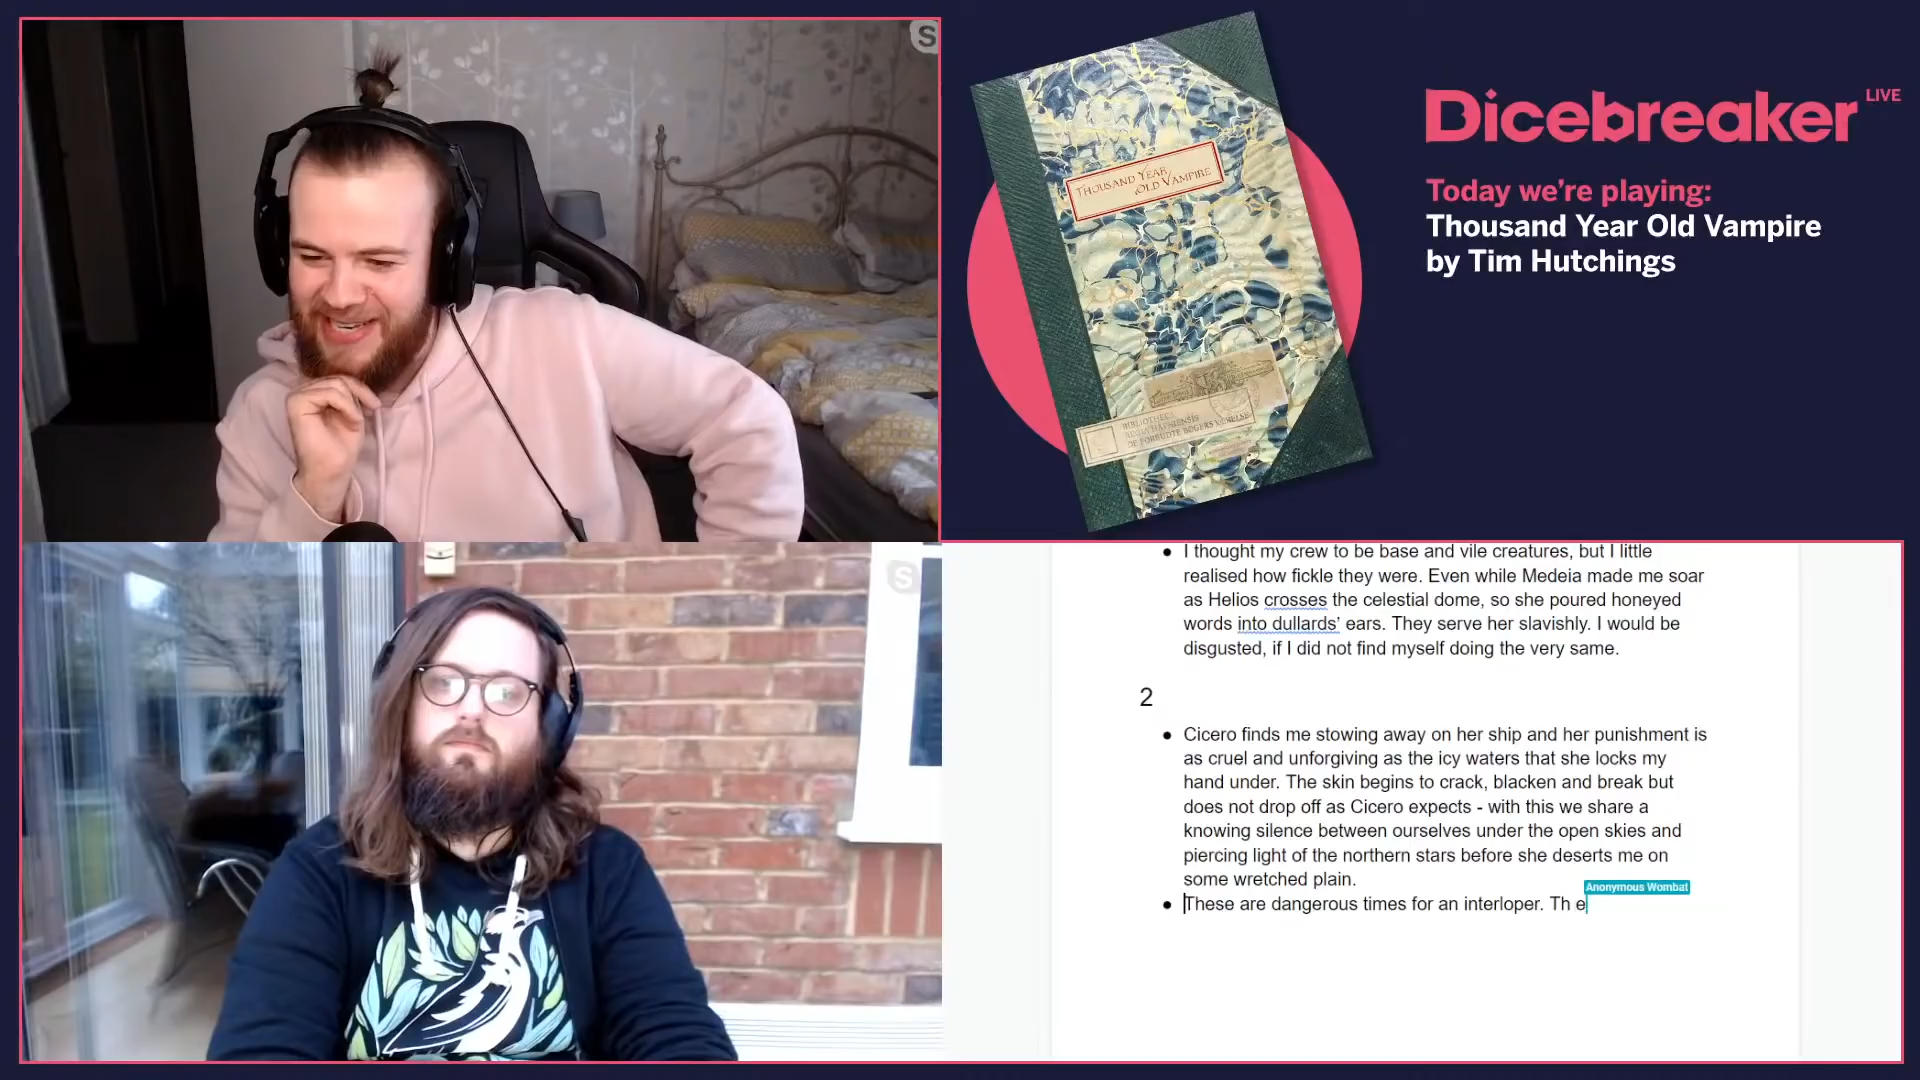 S
Dicebreaker LIVE
Today we're playing:
Thousand Year Old Vampire
by Tim Hutchings
THOUSAND YEAR
OLD VAMPIRE
BIBLIOTHECA
REGIA HAFNIENSIS
DE FORBUDTE BOGERS VÆRELSE
S
I thought my crew to be base and vile creatures, but I little
realised how fickle they were. Even while Medeia made me soar
as Helios crosses the celestial dome, so she poured honeyed
words into dullards’ ears. They serve her slavishly. I would be
disgusted, if I did not find myself doing the very same.
2
Cicero finds me stowing away on her ship and her punishment is
as cruel and unforgiving as the icy waters that she locks my
hand under. The skin begins to crack, blacken and break but
does not drop off as Cicero expects - with this we share a
knowing silence between ourselves under the open skies and
piercing light of the northern stars before she deserts me on
some wretched plain.
Anonymous Wombat
These are dangerous times for an interloper. Th e